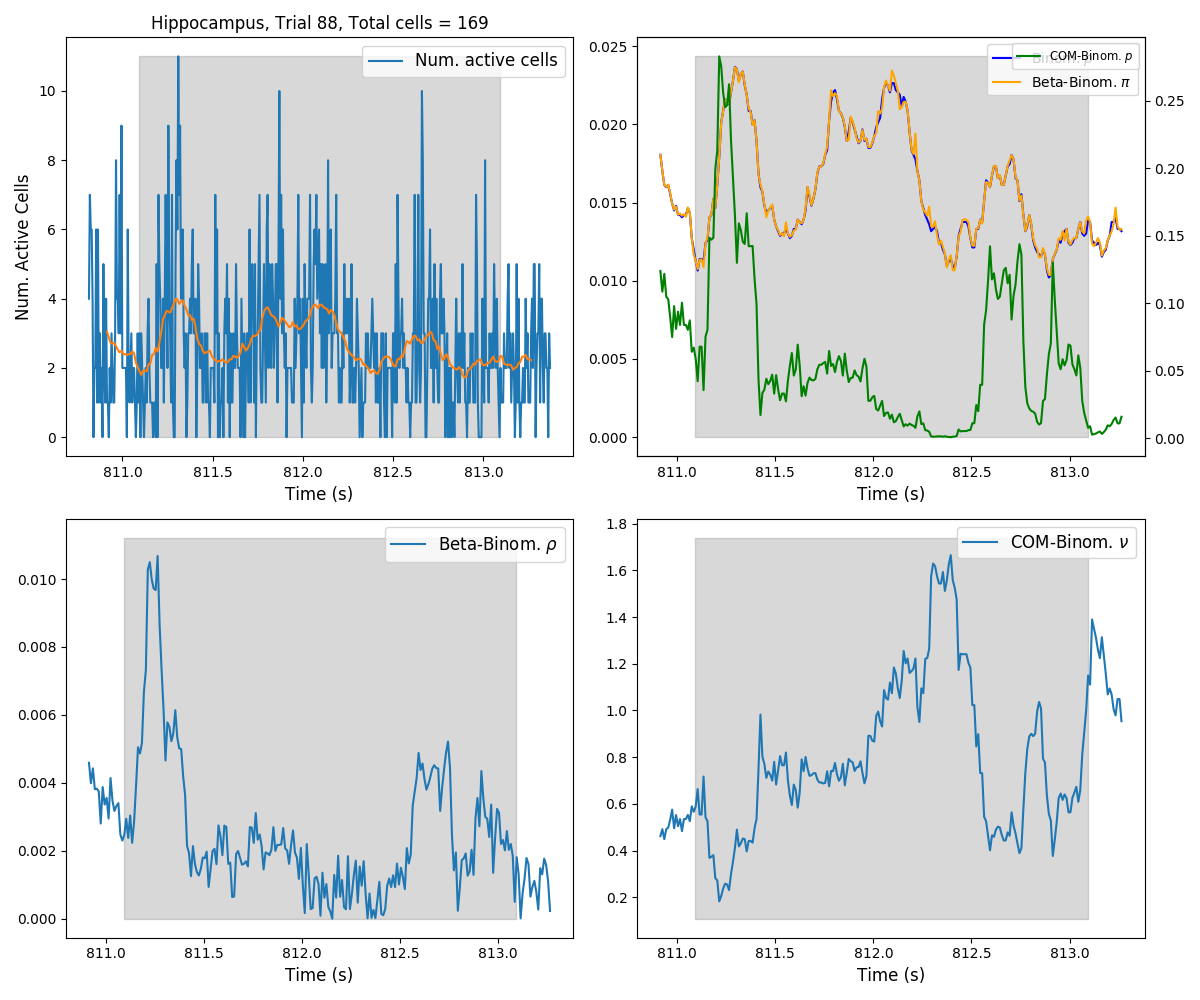 Hippocampus, Trial 88, Total cells = 169
Num. active cells
Num. Active Cells
10
8
6
4
2
0
811.0 811.5 812.0 812.5 813.0
Time (s)
COM-Binom. p
Binom. p
Beta-Binom. π
0.025
0.020
0.015
0.010
0.005
0.000
0.25
0.20
0.15
0.10
0.05
0.00
811.0 811.5 812.0 812.5 813.0
Time (s)
Beta-Binom. ρ
0.010
0.008
0.006
0.004
0.002
0.000
811.0 811.5 812.0 812.5 813.0
Time (s)
COM-Binom. ν
1.8
1.6
1.4
1.2
1.0
0.8
0.6
0.4
0.2
811.0 811.5 812.0 812.5 813.0
Time (s)